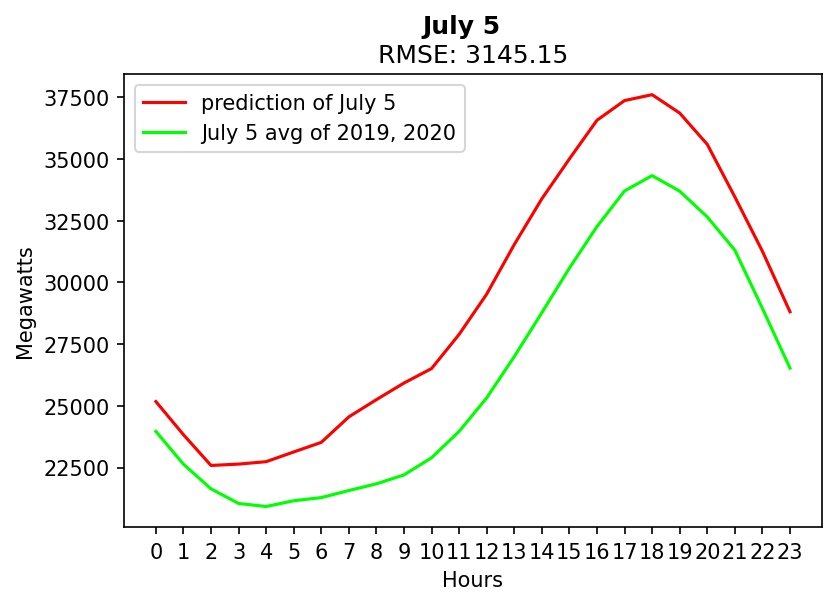 July 5
RMSE: 3145.15
prediction of July 5
July 5 avg of 2019, 2020
37500
35000
32500
30000
27500
25000
22500
Megawatts
0 1 2 3 4 5 6 7 8 9 10 11 12 13 14 15 16 17 18 19 20 21 22 23
Hours